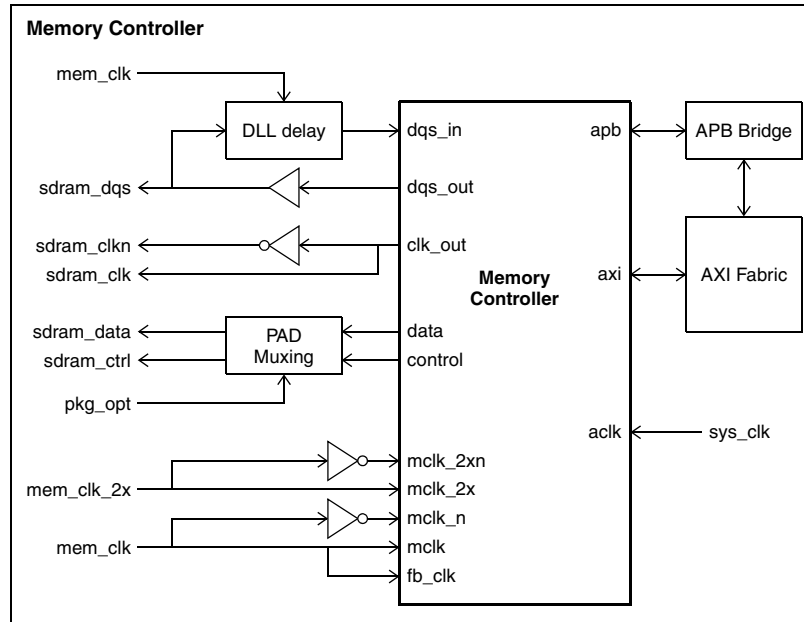 Memory Controller
mem_clk
DLL delay
dqs_in
apb
APB Bridge
sdram_dqs
dqs_out
sdram_clkn
clk_out
sdram_clk
Memory
Controller
axi
AXI Fabric
sdram_data
PAD
Muxing
data
sdram_ctrl
control
pkg_opt
aclk
sys_clk
mclk_2xn
mem_clk_2x
mclk_2x
mclk_n
mem_clk
mclk
fb_clk